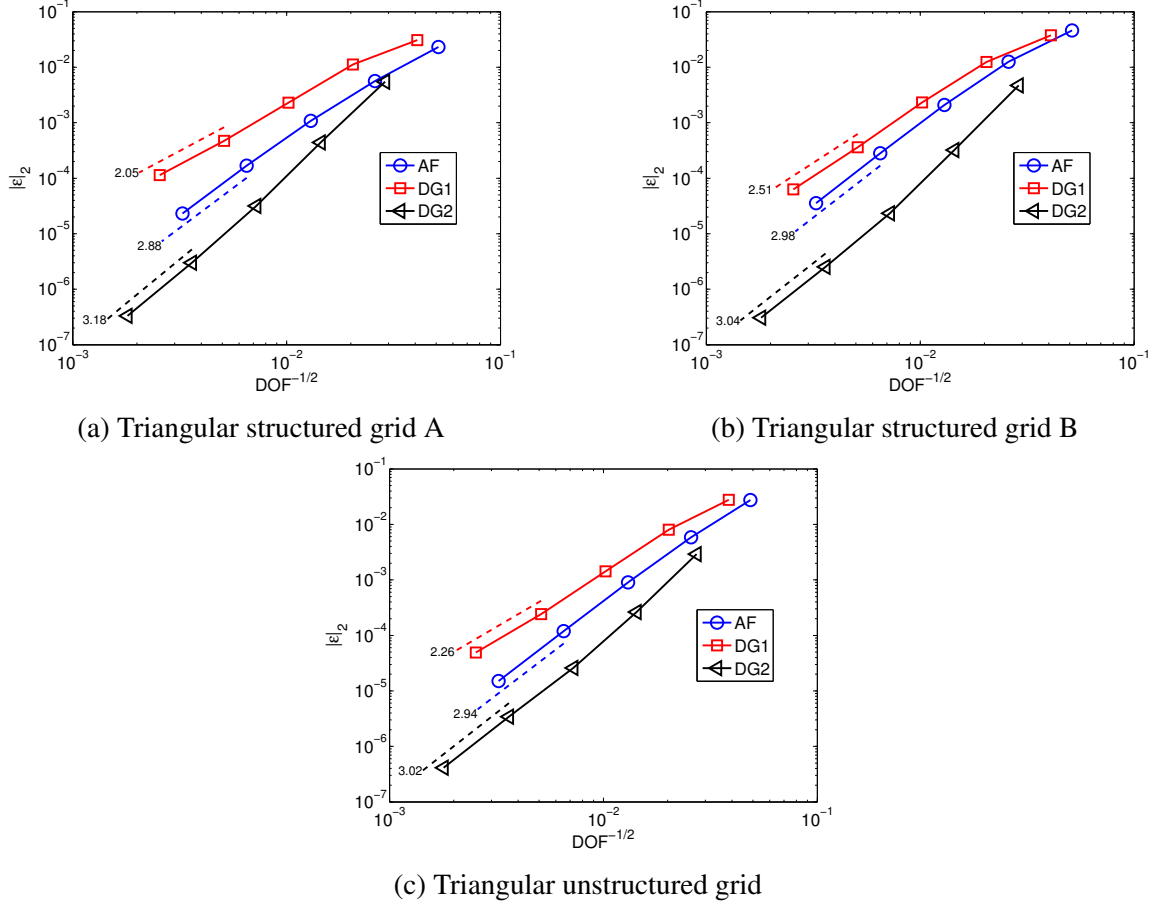 10⁻¹
10⁻²
10⁻³
10⁻⁴
10⁻⁵
10⁻⁶
10⁻⁷
|ε|₂
2.05
2.88
3.18
AF
DG1
DG2
10⁻³
10⁻²
10⁻¹
DOF⁻¹/²
(a) Triangular structured grid A
10⁻¹
10⁻²
10⁻³
10⁻⁴
10⁻⁵
10⁻⁶
10⁻⁷
|ε|₂
2.51
2.98
3.04
AF
DG1
DG2
10⁻³
10⁻²
10⁻¹
DOF⁻¹/²
(b) Triangular structured grid B
10⁻¹
10⁻²
10⁻³
10⁻⁴
10⁻⁵
10⁻⁶
10⁻⁷
|ε|₂
2.26
2.94
3.02
AF
DG1
DG2
10⁻³
10⁻²
10⁻¹
DOF⁻¹/²
(c) Triangular unstructured grid